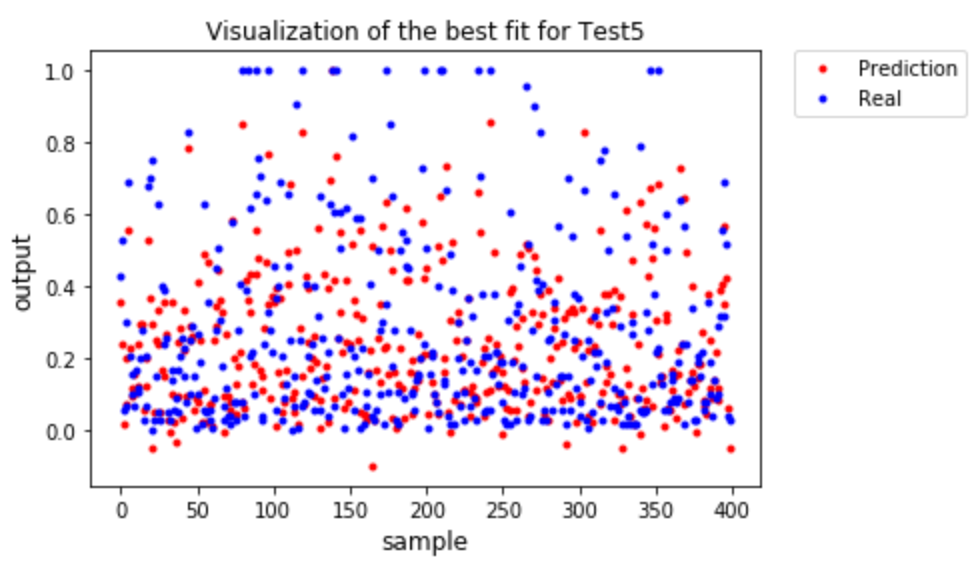 Visualization of the best fit for Test5
1.0
0.8
0.6
0.4
0.2
0.0
output
0 50 100 150 200 250 300 350 400
sample
Prediction
Real